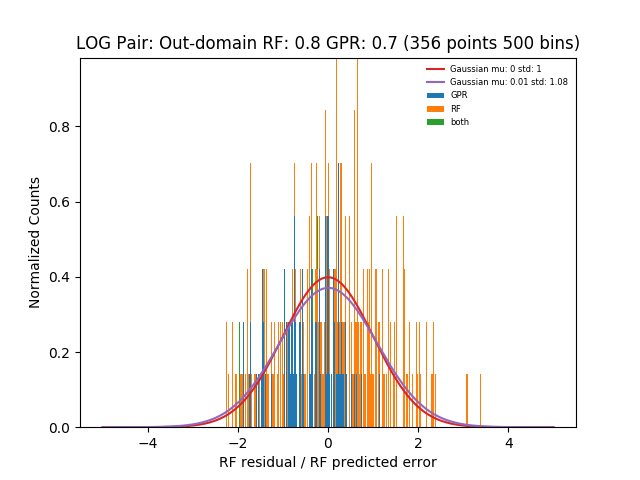 LOG Pair: Out-domain RF: 0.8 GPR: 0.7 (356 points 500 bins)
Gaussian mu: 0 std: 1
Gaussian mu: 0.01 std: 1.08
GPR
RF
both
Normalized Counts
0.8
0.6
0.4
0.2
0.0
−4 −2 0 2 4
RF residual / RF predicted error